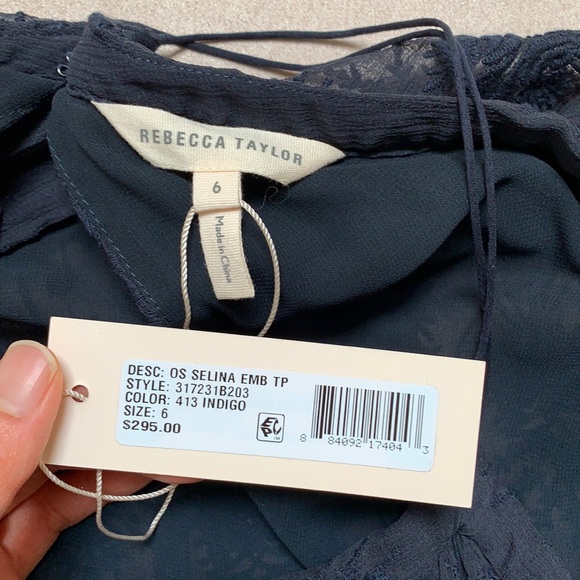 REBECCA TAYLOR
6
Made in China
DESC: OS SELINA EMB TP
STYLE: 317231B203
COLOR: 413 INDIGO
SIZE: 6
$295.00
8 84092 17404 3